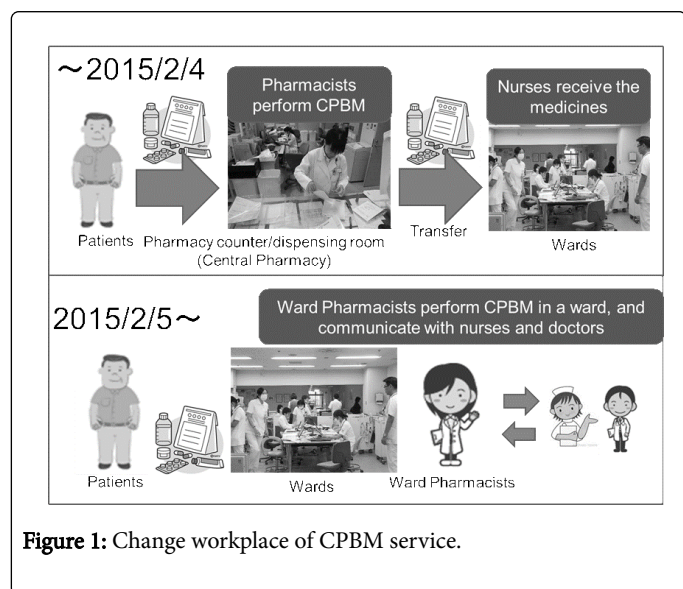 ~2015/2/4
Pharmacists
perform CPBM
Nurses receive the
medicines
Patients
Pharmacy counter/dispensing room
(Central Pharmacy)
Transfer
Wards
2015/2/5~
Ward Pharmacists perform CPBM in a ward, and
communicate with nurses and doctors
Patients
Wards
Ward Pharmacists
Figure 1: Change workplace of CPBM service.